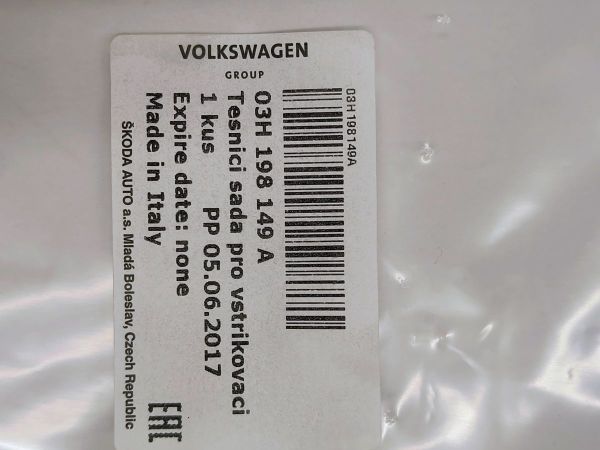 VOLKSWAGEN
GROUP
03H198149A
03H 198 149 A
Tesnici sada pro vstrikovaci
1 kus pp 05.06.2017
Expire date: none
Made in Italy
ŠKODA AUTO a.s. Mladá Boleslav, Czech Republic
EAC